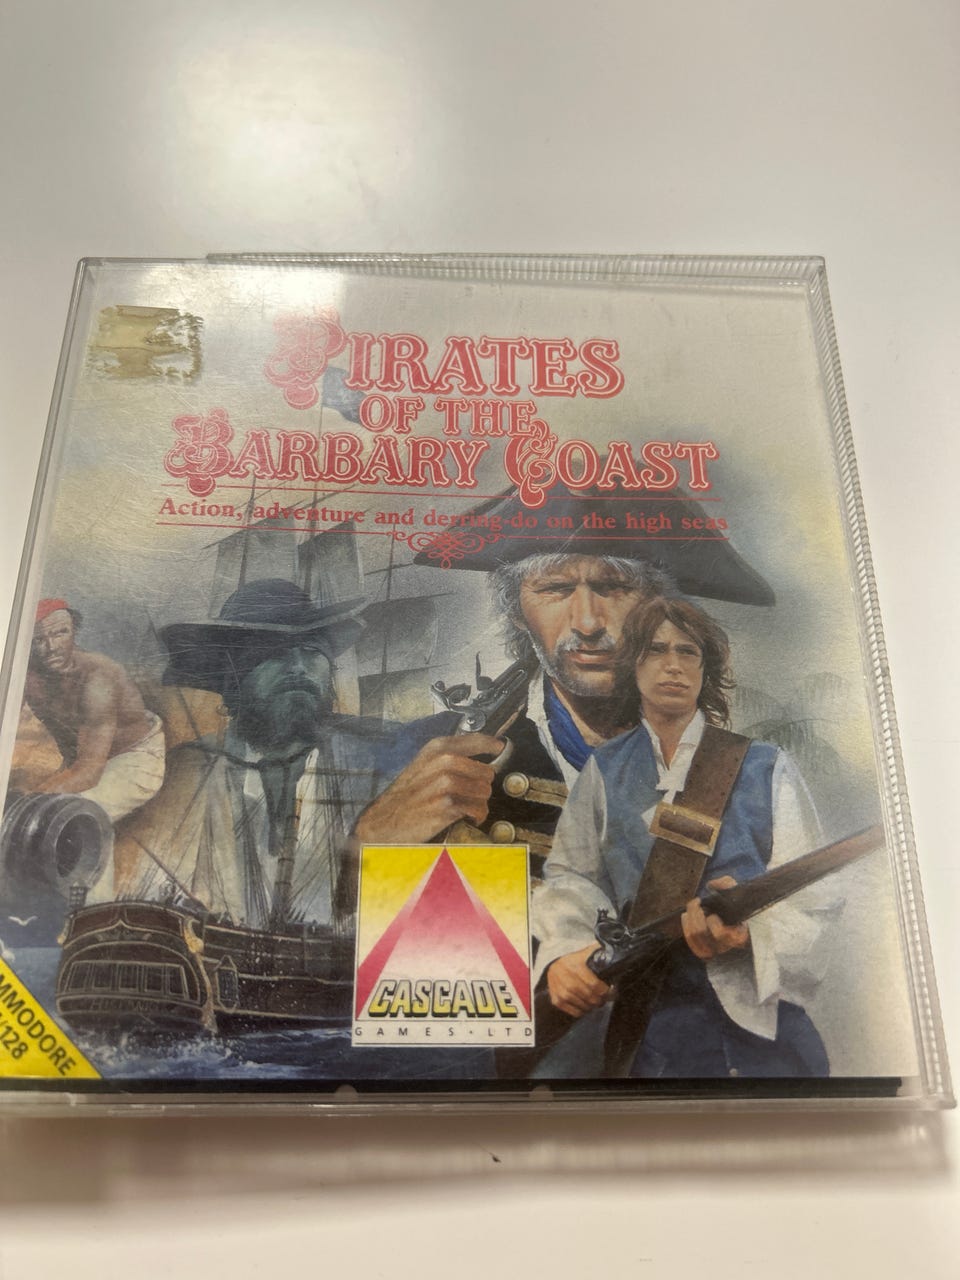 PIRATES
OF THE
BARBARY COAST
Action, adventure and derring-do on the high seas
CASCADE
GAMES · LTD
MMODORE
/128